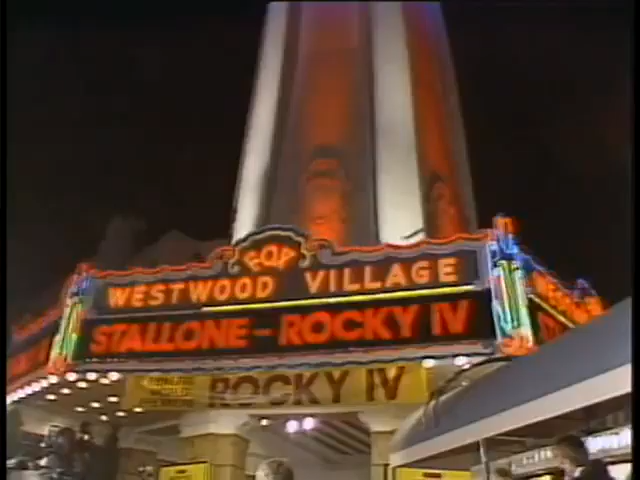 FOX
WESTWOOD VILLAGE
STALLONE - ROCKY IV
ROCKY IV